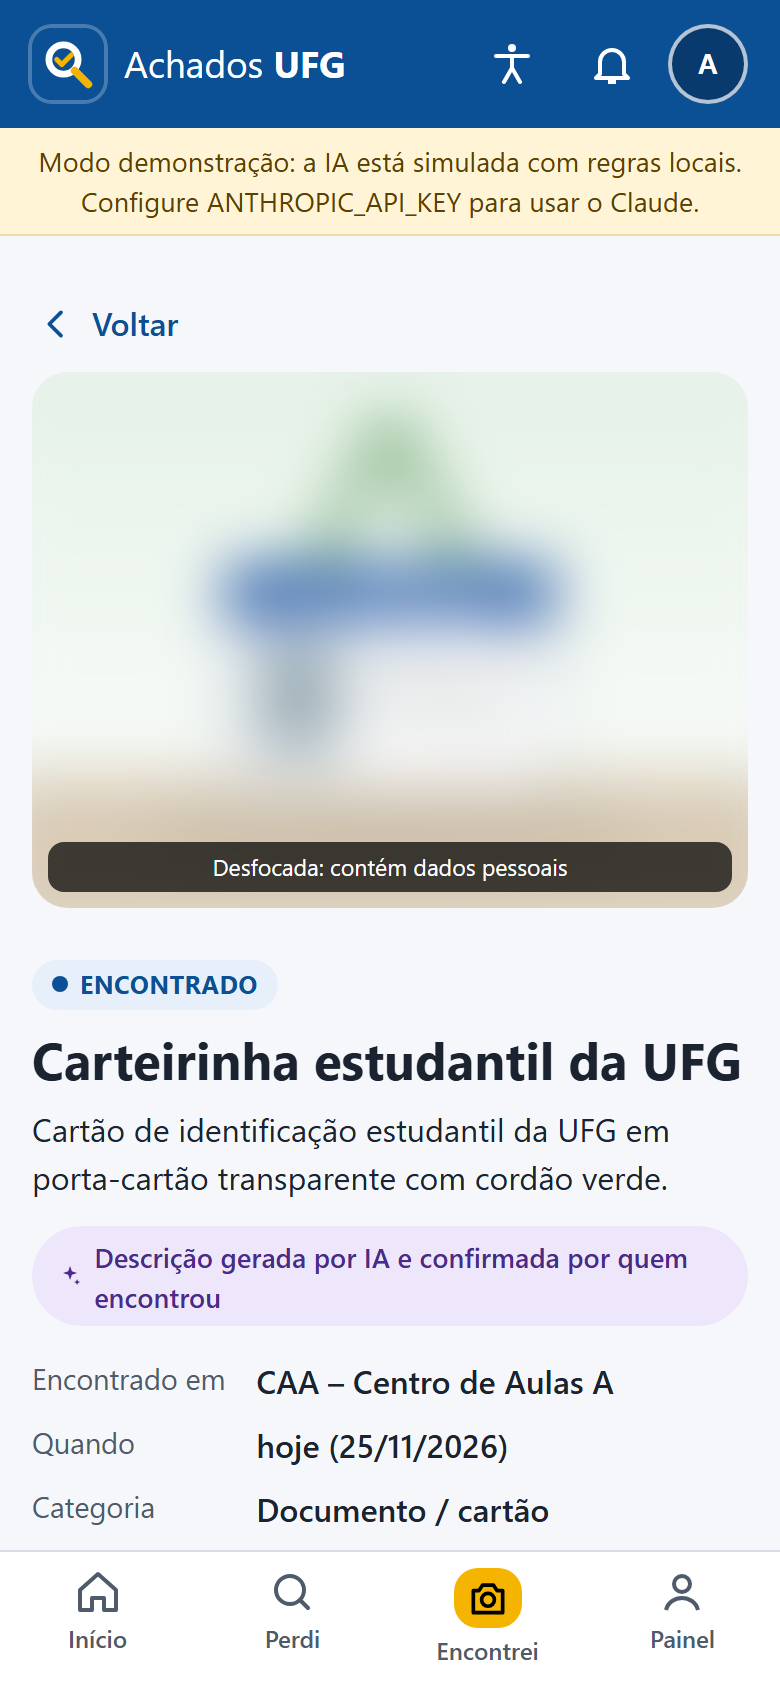 Achados UFG
A
Modo demonstração: a IA está simulada com regras locais.
Configure ANTHROPIC_API_KEY para usar o Claude.
Voltar
Desfocada: contém dados pessoais
ENCONTRADO
Carteirinha estudantil da UFG
Cartão de identificação estudantil da UFG em
porta-cartão transparente com cordão verde.
Descrição gerada por IA e confirmada por quem
encontrou
Encontrado em CAA – Centro de Aulas A
Quando hoje (25/11/2026)
Categoria Documento / cartão
Início Perdi Encontrei Painel